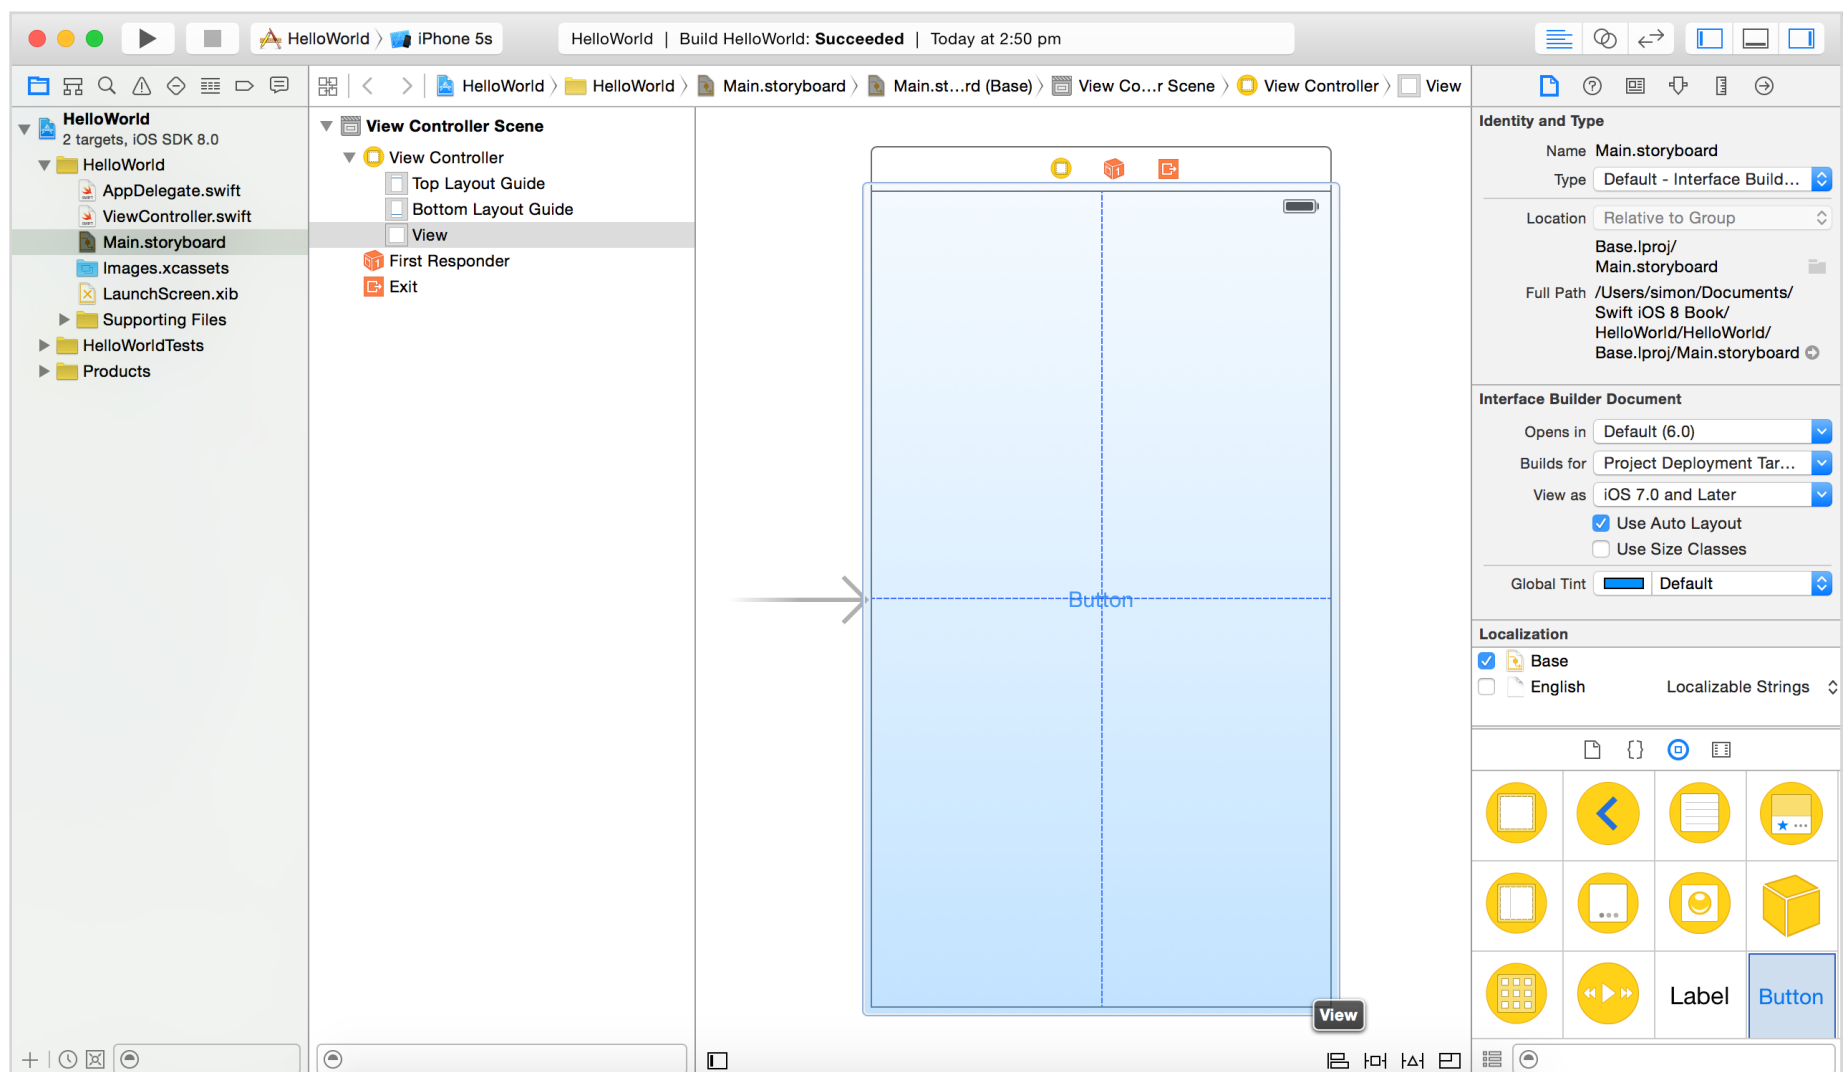 HelloWorld iPhone 5s
HelloWorld | Build HelloWorld: Succeeded | Today at 2:50 pm
HelloWorld HelloWorld Main.storyboard Main.st...rd (Base) View Co...r Scene View Controller View
HelloWorld
2 targets, iOS SDK 8.0
HelloWorld
AppDelegate.swift
ViewController.swift
Main.storyboard
Images.xcassets
LaunchScreen.xib
Supporting Files
HelloWorldTests
Products
View Controller Scene
View Controller
Top Layout Guide
Bottom Layout Guide
View
First Responder
Exit
Button
View
Identity and Type
Name Main.storyboard
Type Default - Interface Build...
Location Relative to Group
Base.lproj/
Main.storyboard
Full Path /Users/simon/Documents/
Swift iOS 8 Book/
HelloWorld/HelloWorld/
Base.lproj/Main.storyboard
Interface Builder Document
Opens in Default (6.0)
Builds for Project Deployment Tar...
View as iOS 7.0 and Later
Use Auto Layout
Use Size Classes
Global Tint Default
Localization
Base
English Localizable Strings
Label Button